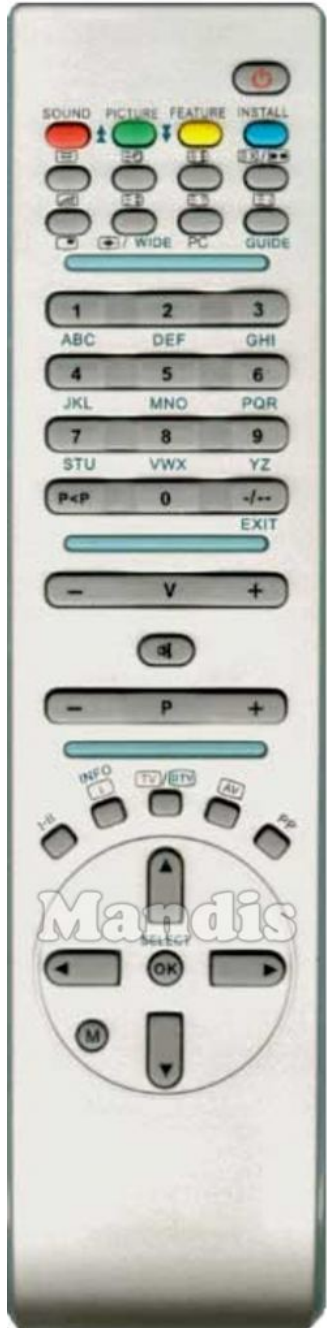 SOUND PICTURE FEATURE INSTALL
WIDE PC GUIDE
1 2 3
ABC DEF GHI
4 5 6
JKL MNO PQR
7 8 9
STU VWX YZ
P<P 0 -/--
EXIT
- V +
- P +
INFO TV/DTV AV
I-II i PP
Mandis
SELECT
OK
M